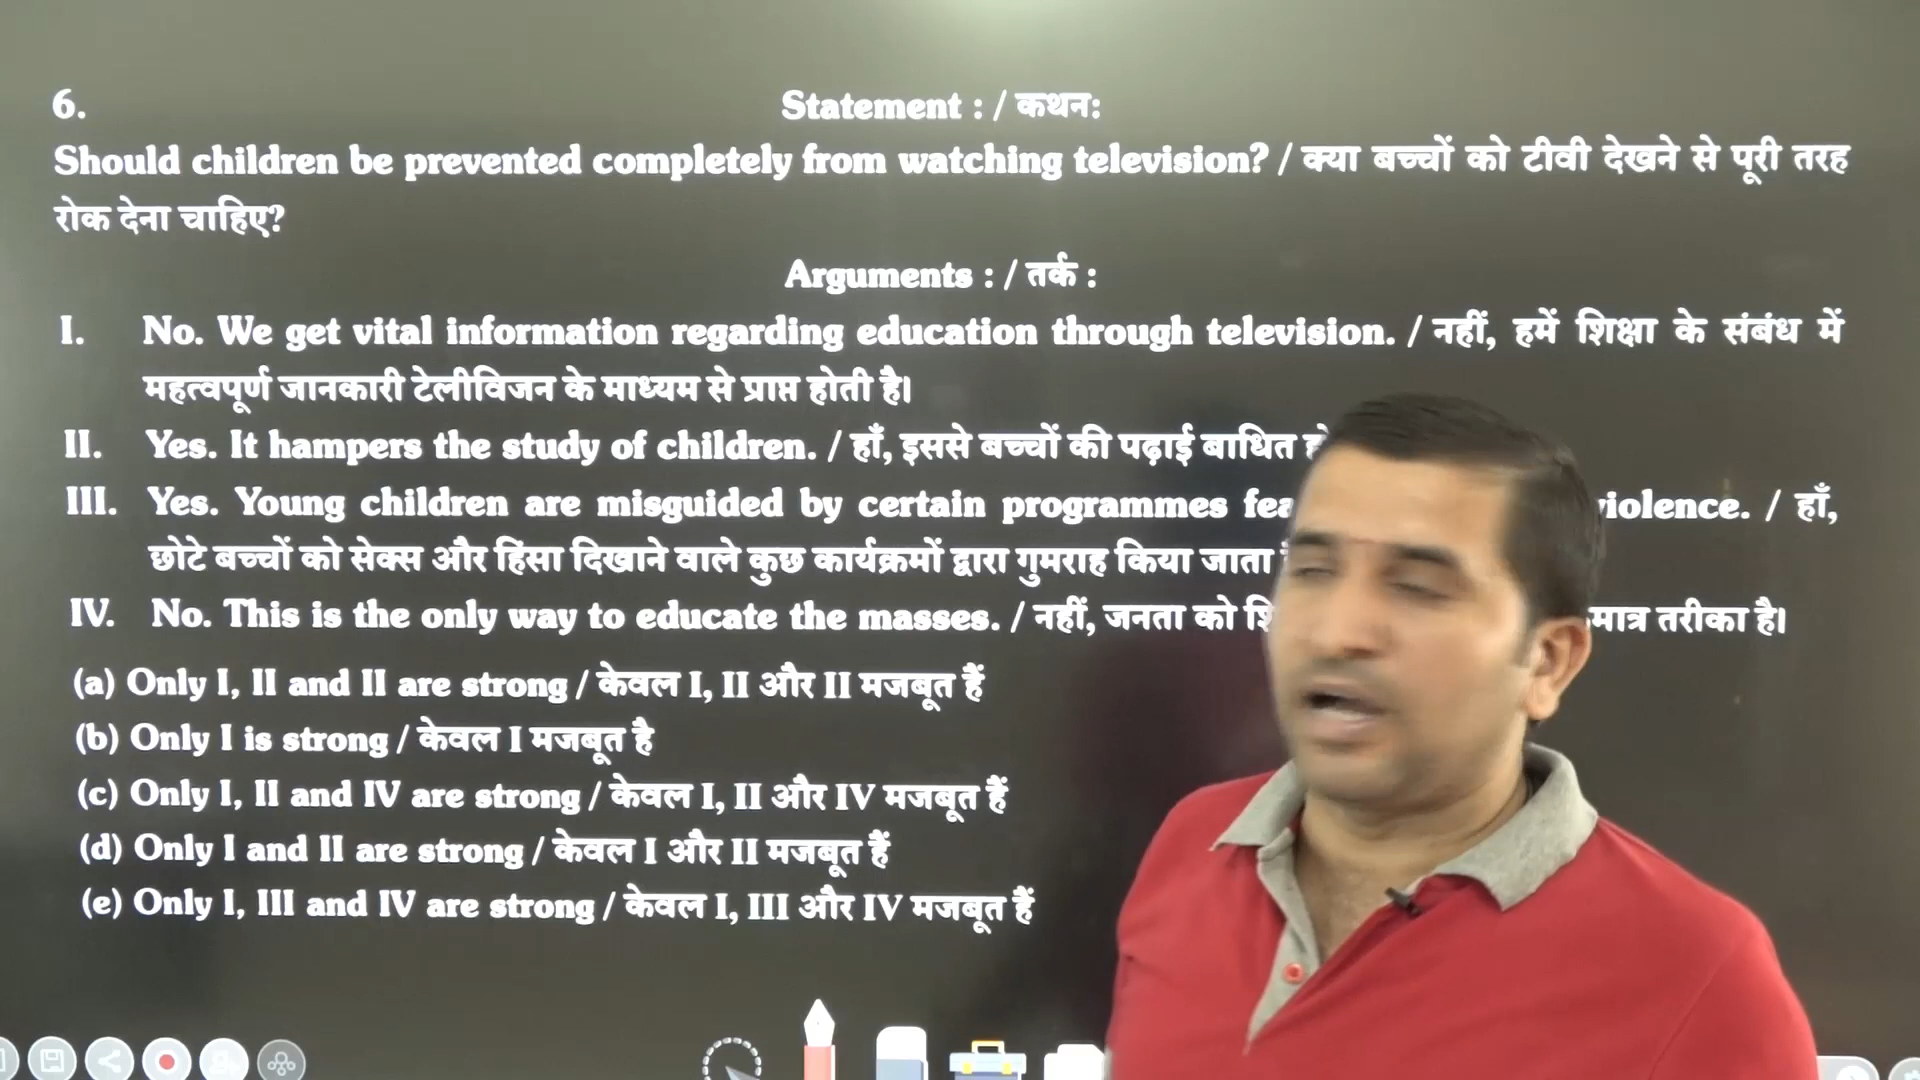 6.
Statement : / कथन:
Should children be prevented completely from watching television? / क्या बच्चों को टीवी देखने से पूरी तरह
रोक देना चाहिए?
Arguments : / तर्क :
I. No. We get vital information regarding education through television. / नहीं, हमें शिक्षा के संबंध में
महत्वपूर्ण जानकारी टेलीविजन के माध्यम से प्राप्त होती है।
II. Yes. It hampers the study of children. / हाँ, इससे बच्चों की पढ़ाई बाधित
III. Yes. Young children are misguided by certain programmes violence. / हाँ,
छोटे बच्चों को सेक्स और हिंसा दिखाने वाले कुछ कार्यक्रमों द्वारा गुमराह किया जाता
IV. No. This is the only way to educate the masses. / नहीं, जनता को तरीका है।
(a) Only I, II and II are strong / केवल I, II और II मजबूत हैं
(b) Only I is strong / केवल I मजबूत है
(c) Only I, II and IV are strong / केवल I, II और IV मजबूत हैं
(d) Only I and II are strong / केवल I और II मजबूत हैं
(e) Only I, III and IV are strong / केवल I, III और IV मजबूत हैं